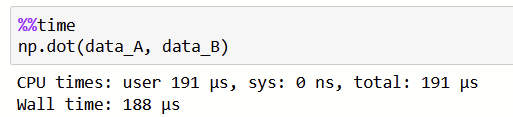 %%time
np.dot(data_A, data_B)
CPU times: user 191 µs, sys: 0 ns, total: 191 µs
Wall time: 188 µs